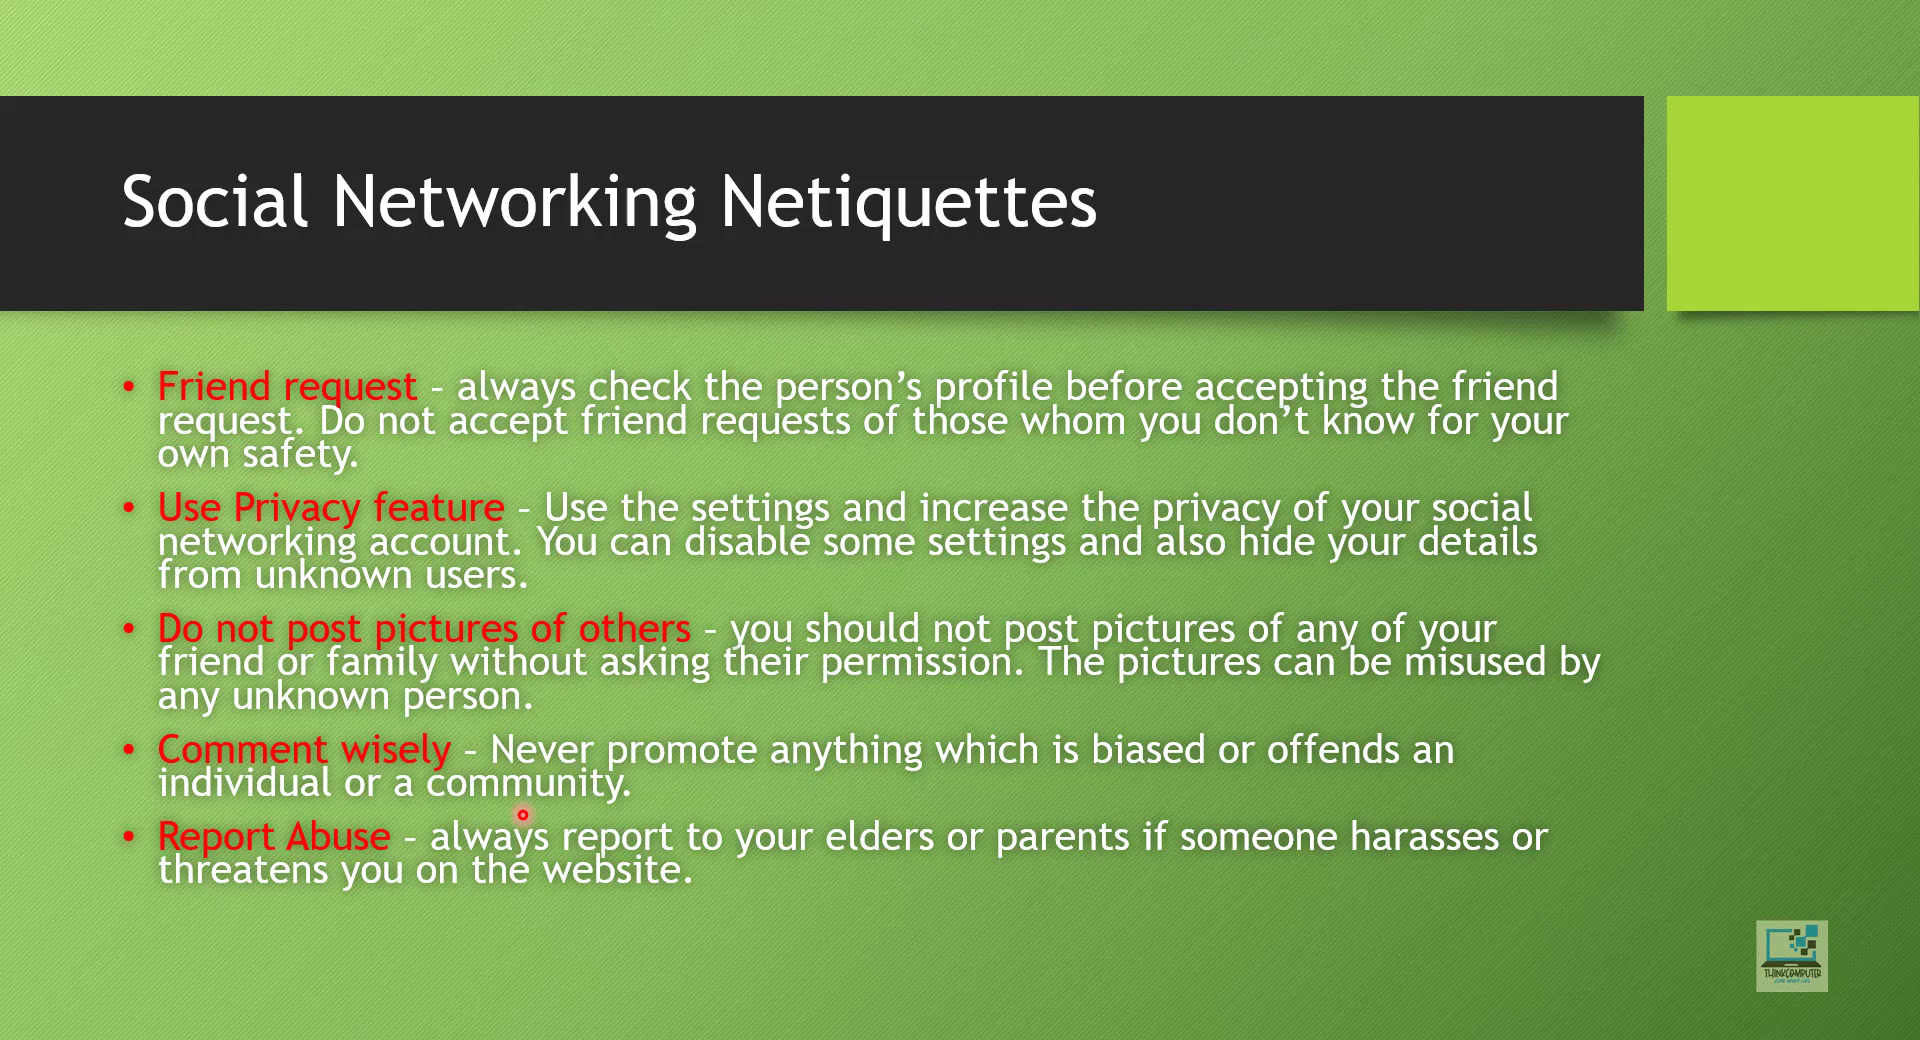 Social Networking Netiquettes
• Friend request – always check the person’s profile before accepting the friend
request. Do not accept friend requests of those whom you don’t know for your
own safety.
• Use Privacy feature – Use the settings and increase the privacy of your social
networking account. You can disable some settings and also hide your details
from unknown users.
• Do not post pictures of others – you should not post pictures of any of your
friend or family without asking their permission. The pictures can be misused by
any unknown person.
• Comment wisely – Never promote anything which is biased or offends an
individual or a community.
• Report Abuse – always report to your elders or parents if someone harasses or
threatens you on the website.
THINKCOMPUTER